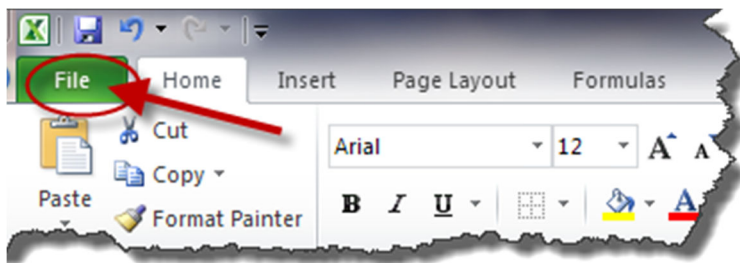 File Home Insert Page Layout Formulas
Cut
Arial 12 A A
Copy
Paste
B I U A
Format Painter